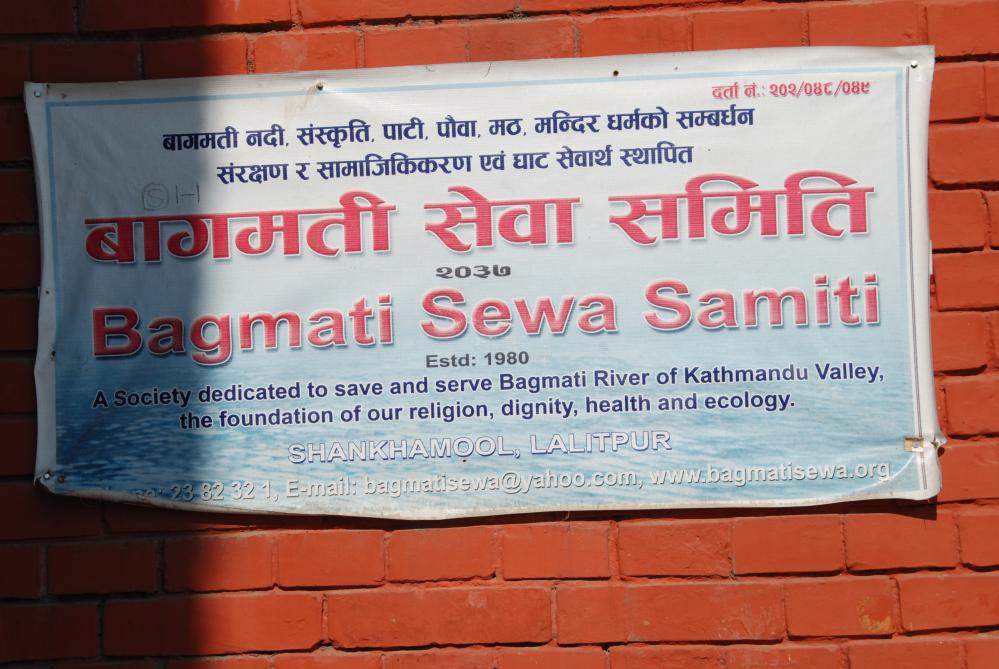 दर्ता नं.: २०२/०४८/०४९
बागमती नदी, संस्कृति, पाटी, पौवा, मठ, मन्दिर धर्मको सम्बर्धन
संरक्षण र सामाजिकिकरण एवं घाट सेवार्थ स्थापित
SH
बागमती सेवा समिति
२०३७
Bagmati Sewa Samiti
Estd: 1980
A Society dedicated to save and serve Bagmati River of Kathmandu Valley,
the foundation of our religion, dignity, health and ecology.
SHANKHAMOOL, LALITPUR
23 82 32 1, E-mail: bagmatisewa@yahoo.com, www.bagmatisewa.org